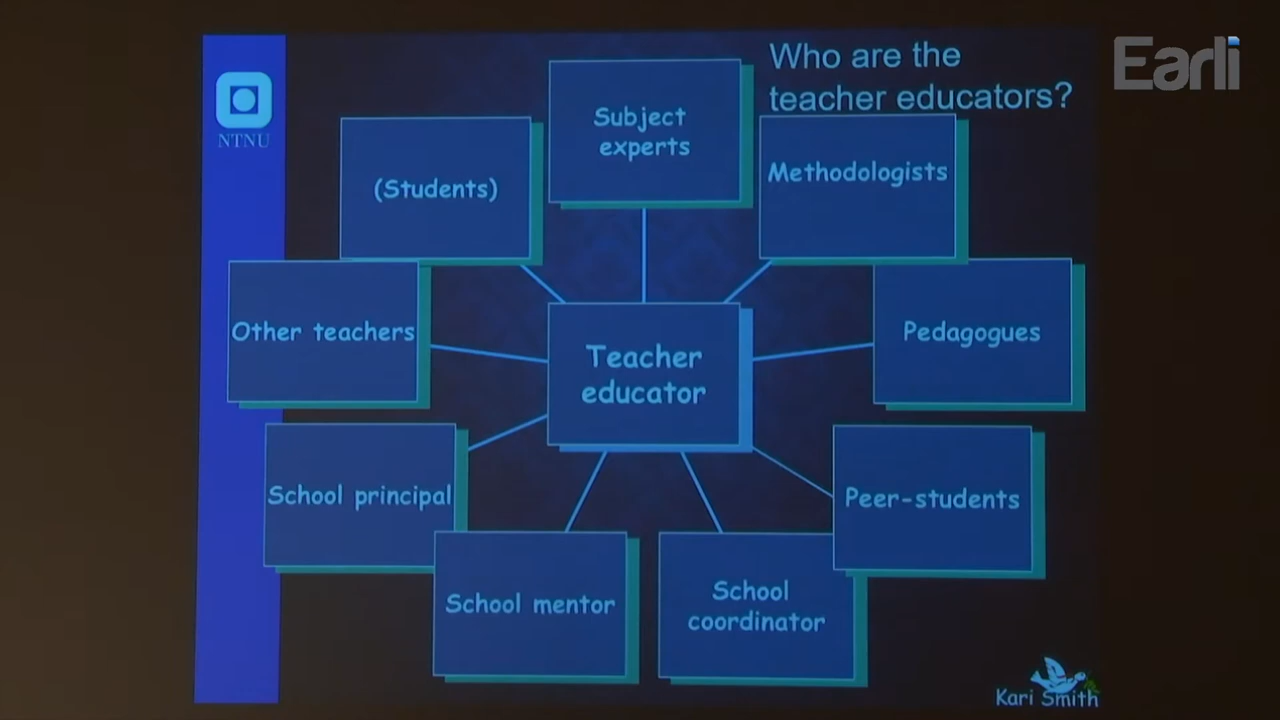 Who are the
teacher educators?
Earli
NTNU
Subject
experts
Methodologists
(Students)
Other teachers
Pedagogues
Teacher
educator
School principal
Peer-students
School mentor
School
coordinator
Kari Smith